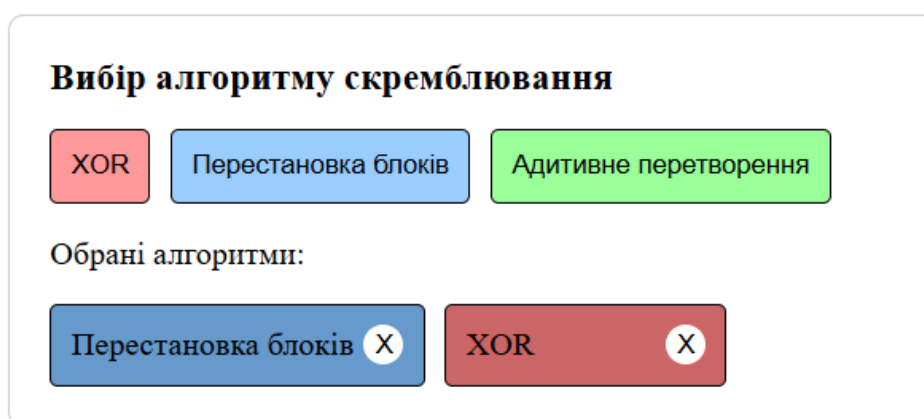 Вибір алгоритму скремблювання
XOR Перестановка блоків Адитивне перетворення
Обрані алгоритми:
Перестановка блоків X XOR X